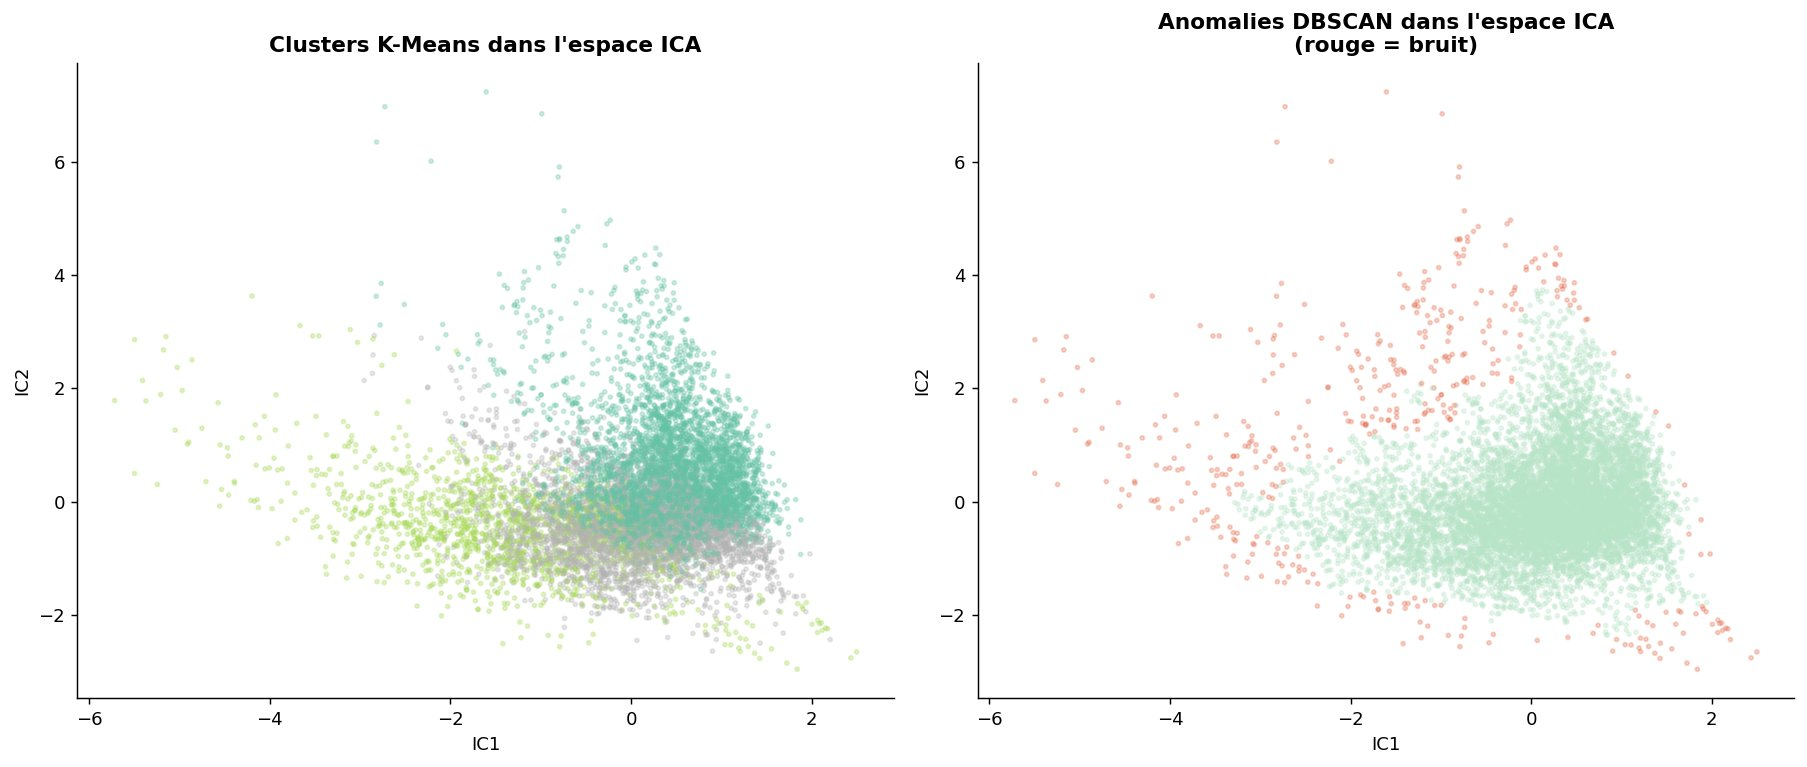 Clusters K-Means dans l'espace ICA
IC2
6
4
2
0
−2
−6
−4
−2
0
2
IC1
Anomalies DBSCAN dans l'espace ICA
(rouge = bruit)
IC2
6
4
2
0
−2
−6
−4
−2
0
2
IC1